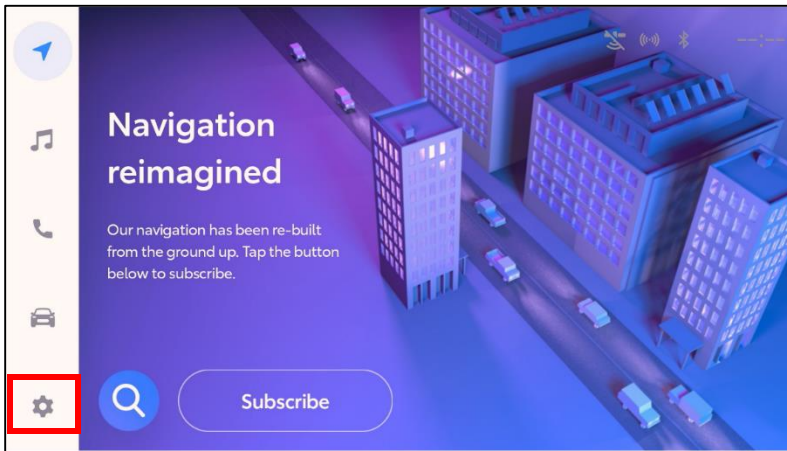 --:--
Navigation
reimagined
Our navigation has been re-built
from the ground up. Tap the button
below to subscribe.
Subscribe